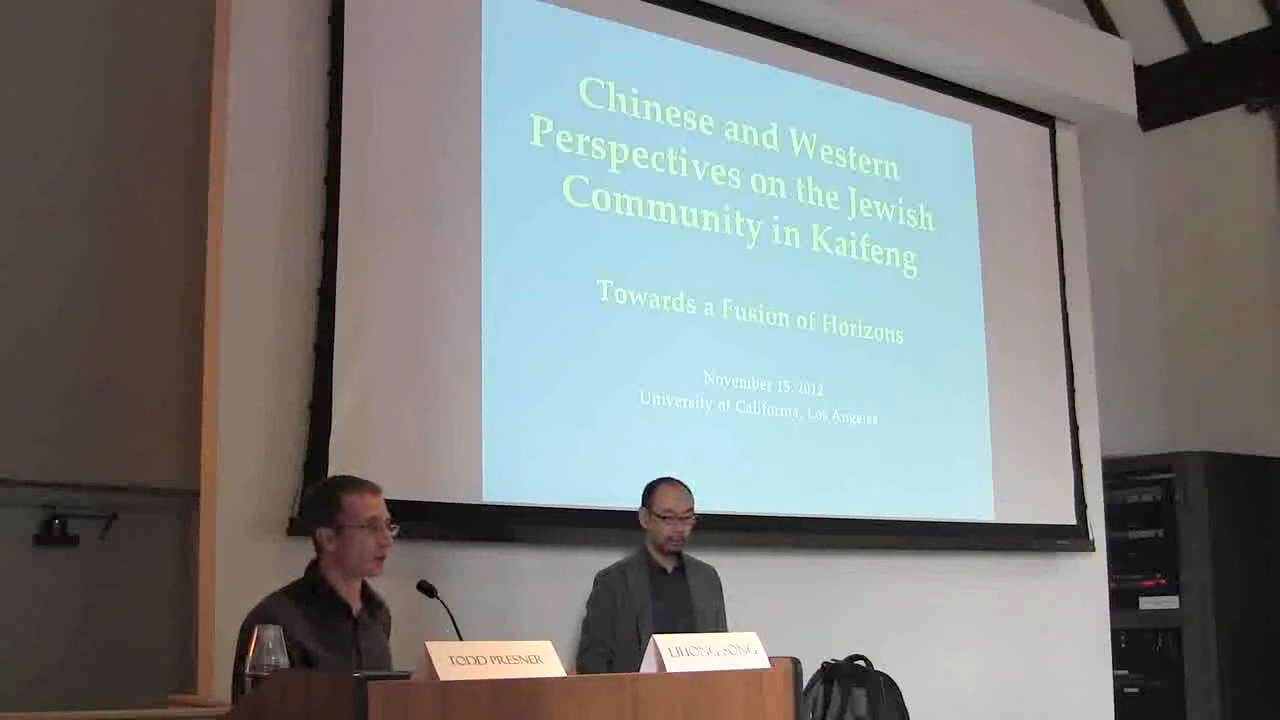 Chinese and Western
Perspectives on the Jewish
Community in Kaifeng
Towards a Fusion of Horizons
November 15, 2012
University of California, Los Angeles
TODD PRESNER
LIHONG SONG